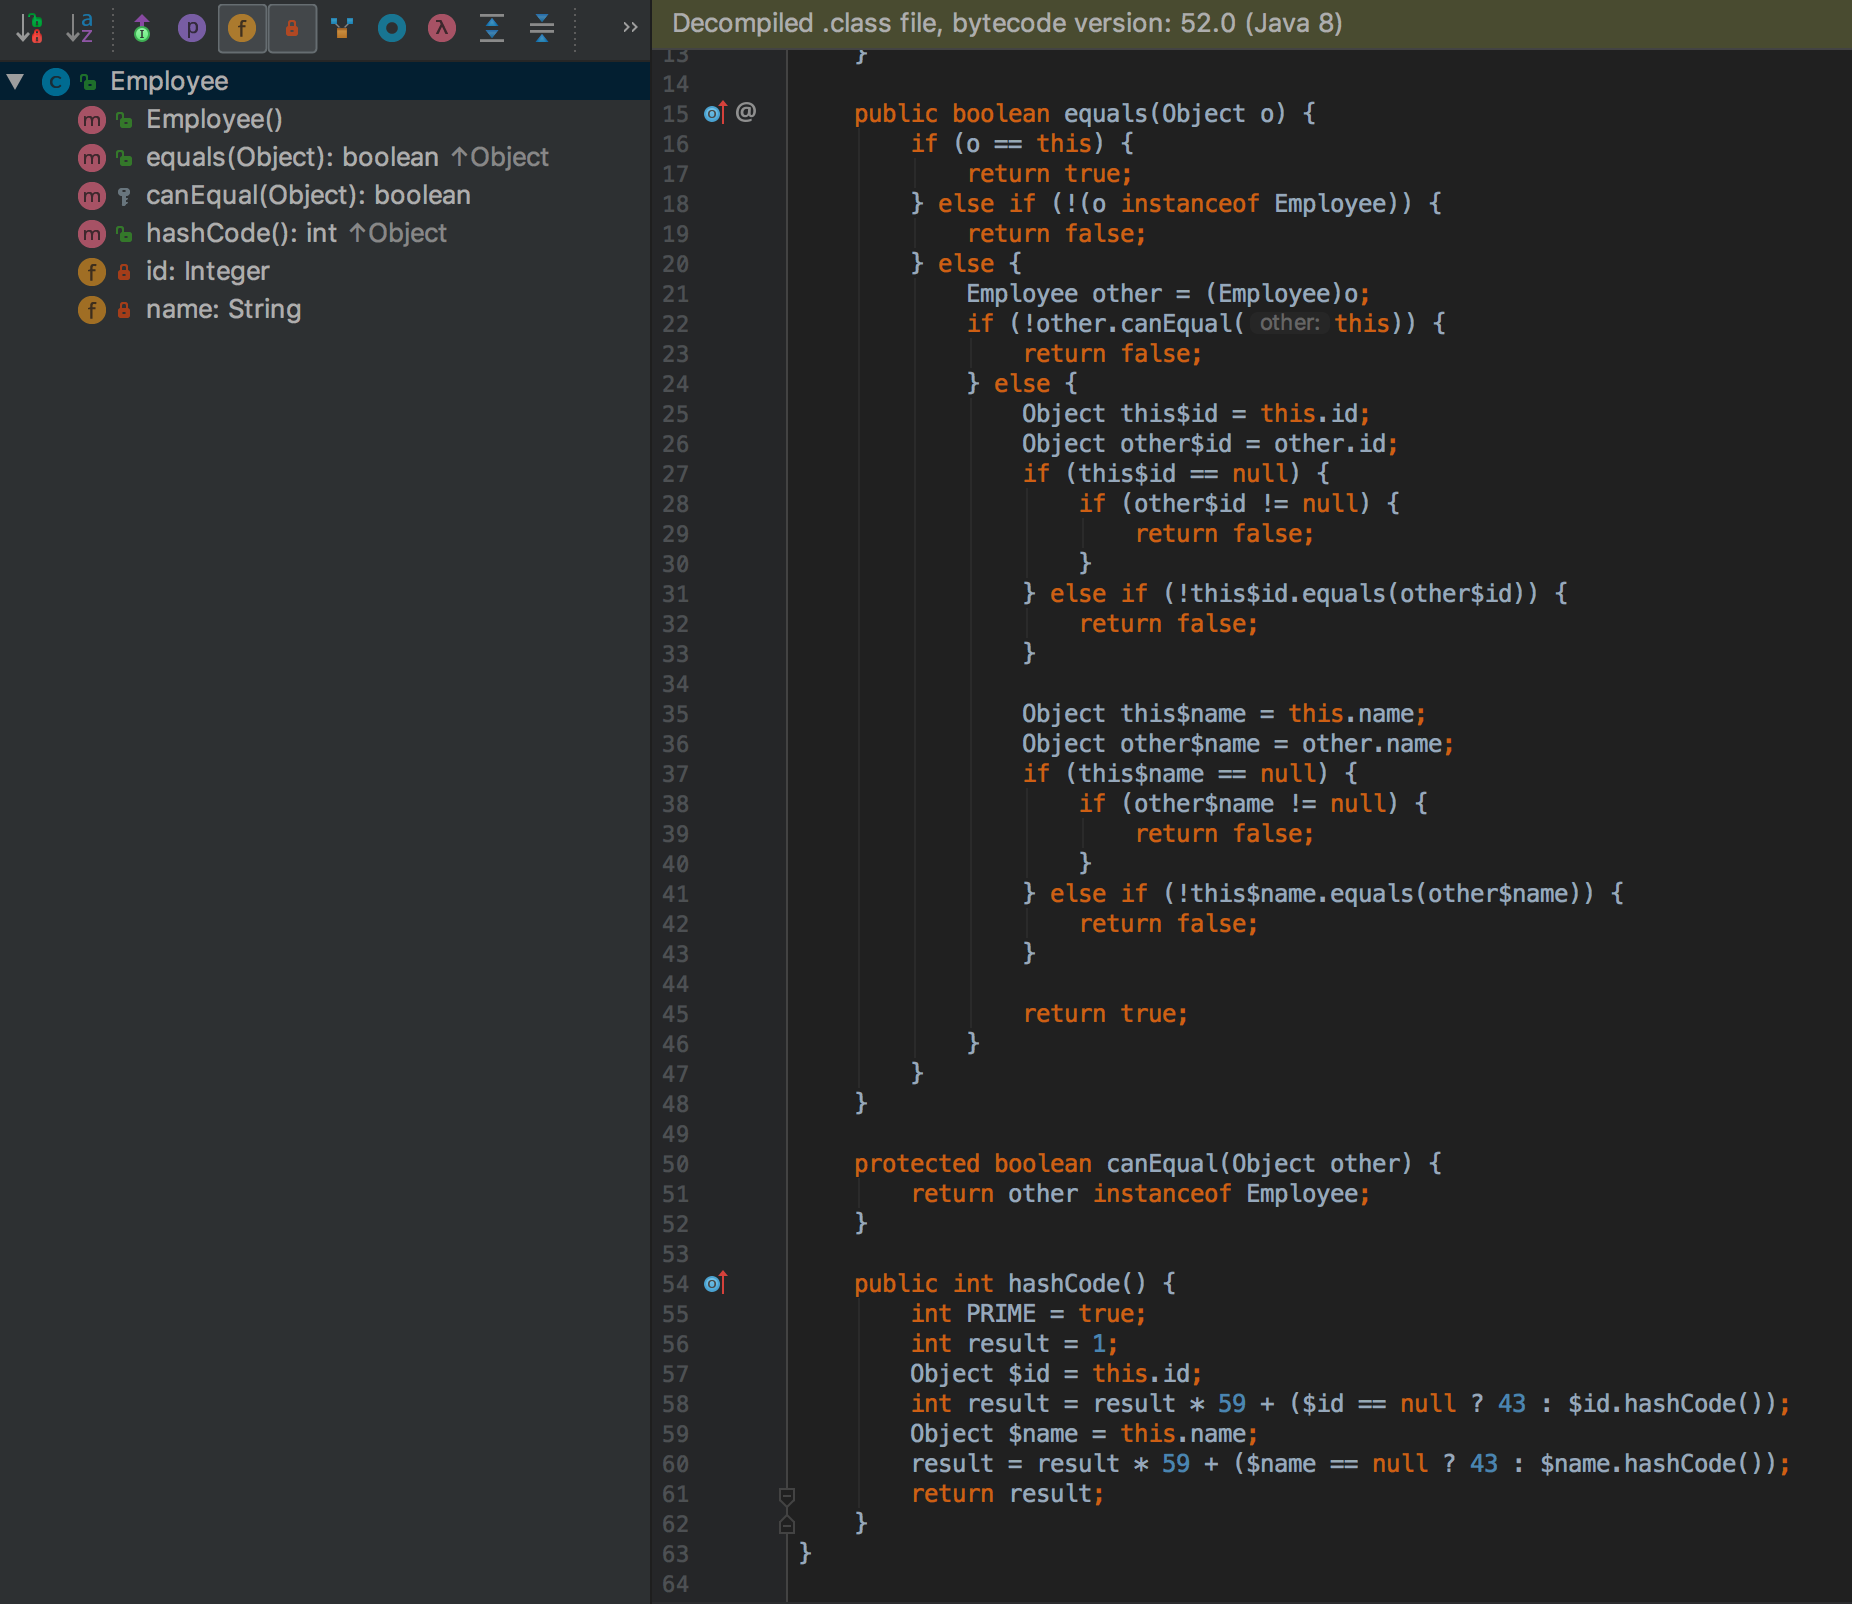 Decompiled .class file, bytecode version: 52.0 (Java 8)
Employee
Employee()
equals(Object): boolean ↑Object
canEqual(Object): boolean
hashCode(): int ↑Object
id: Integer
name: String
13 }
14
15 @ public boolean equals(Object o) {
16 if (o == this) {
17 return true;
18 } else if (!(o instanceof Employee)) {
19 return false;
20 } else {
21 Employee other = (Employee)o;
22 if (!other.canEqual( other: this)) {
23 return false;
24 } else {
25 Object this$id = this.id;
26 Object other$id = other.id;
27 if (this$id == null) {
28 if (other$id != null) {
29 return false;
30 }
31 } else if (!this$id.equals(other$id)) {
32 return false;
33 }
34
35 Object this$name = this.name;
36 Object other$name = other.name;
37 if (this$name == null) {
38 if (other$name != null) {
39 return false;
40 }
41 } else if (!this$name.equals(other$name)) {
42 return false;
43 }
44
45 return true;
46 }
47 }
48 }
49
50 protected boolean canEqual(Object other) {
51 return other instanceof Employee;
52 }
53
54 public int hashCode() {
55 int PRIME = true;
56 int result = 1;
57 Object $id = this.id;
58 int result = result * 59 + ($id == null ? 43 : $id.hashCode());
59 Object $name = this.name;
60 result = result * 59 + ($name == null ? 43 : $name.hashCode());
61 return result;
62 }
63 }
64